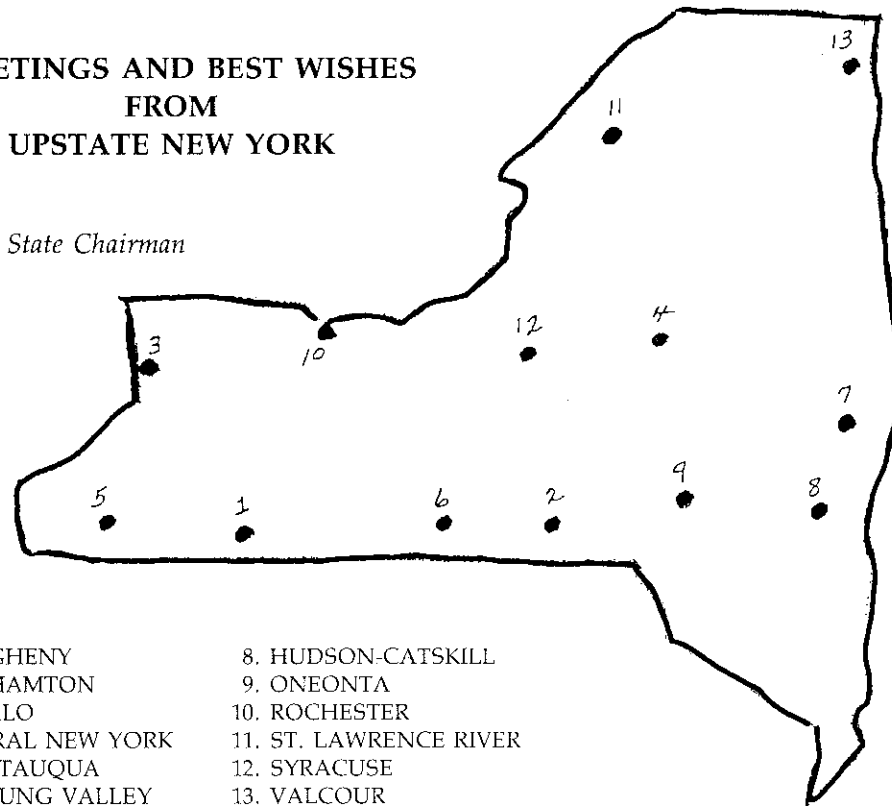 ETINGS AND BEST WISHES
FROM
UPSTATE NEW YORK
State Chairman
13
11
12
4
3
10
7
5
1
6
2
9
8
GHENY
HAMTON
LO
RAL NEW YORK
TAUQUA
UNG VALLEY
8. HUDSON-CATSKILL
9. ONEONTA
10. ROCHESTER
11. ST. LAWRENCE RIVER
12. SYRACUSE
13. VALCOUR